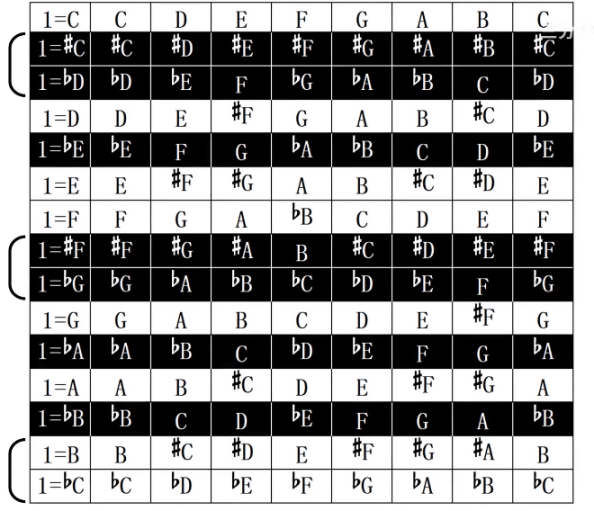 1=C C D E F G A B C
1=♯C ♯C ♯D ♯E ♯F ♯G ♯A ♯B ♯C
1=♭D ♭D ♭E F ♭G ♭A ♭B C ♭D
1=D D E ♯F G A B ♯C D
1=♭E ♭E F G ♭A ♭B C D ♭E
1=E E ♯F ♯G A B ♯C ♯D E
1=F F G A ♭B C D E F
1=♯F ♯F ♯G ♯A B ♯C ♯D ♯E ♯F
1=♭G ♭G ♭A ♭B ♭C ♭D ♭E F ♭G
1=G G A B C D E ♯F G
1=♭A ♭A ♭B C ♭D ♭E F G ♭A
1=A A B ♯C D E ♯F ♯G A
1=♭B ♭B C D ♭E F G A ♭B
1=B B ♯C ♯D E ♯F ♯G ♯A B
1=♭C ♭C ♭D ♭E ♭F ♭G ♭A ♭B ♭C